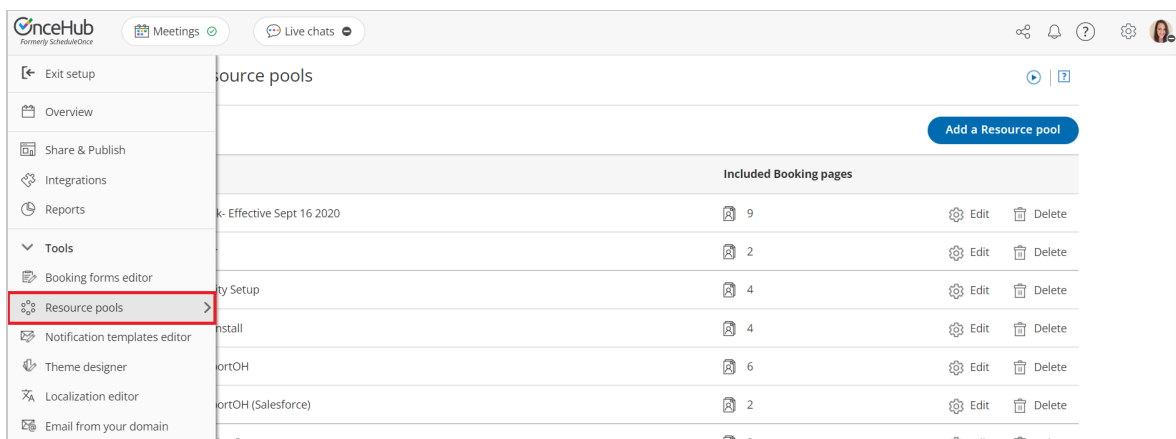 OnceHub
Formerly ScheduleOnce
Meetings
Live chats
?
Exit setup
source pools
?
Overview
Add a Resource pool
Share & Publish
Integrations
Included Booking pages
Reports
k- Effective Sept 16 2020 9 Edit Delete
Tools
2 Edit Delete
Booking forms editor
ity Setup 4 Edit Delete
Resource pools
nstall 4 Edit Delete
Notification templates editor
Theme designer
ortOH 6 Edit Delete
Localization editor
ortOH (Salesforce) 2 Edit Delete
Email from your domain